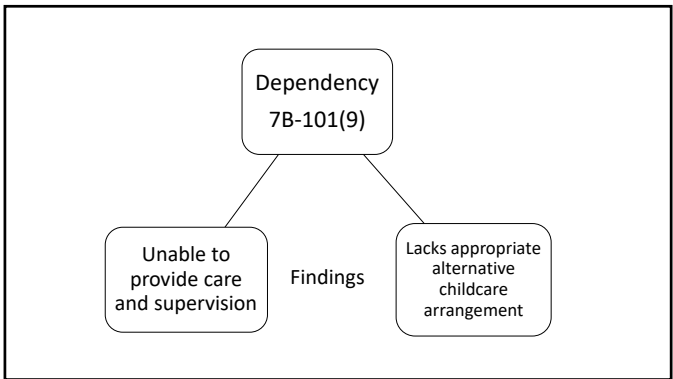 Dependency
7B-101(9)
Unable to
provide care
and supervision
Findings
Lacks appropriate
alternative
childcare
arrangement